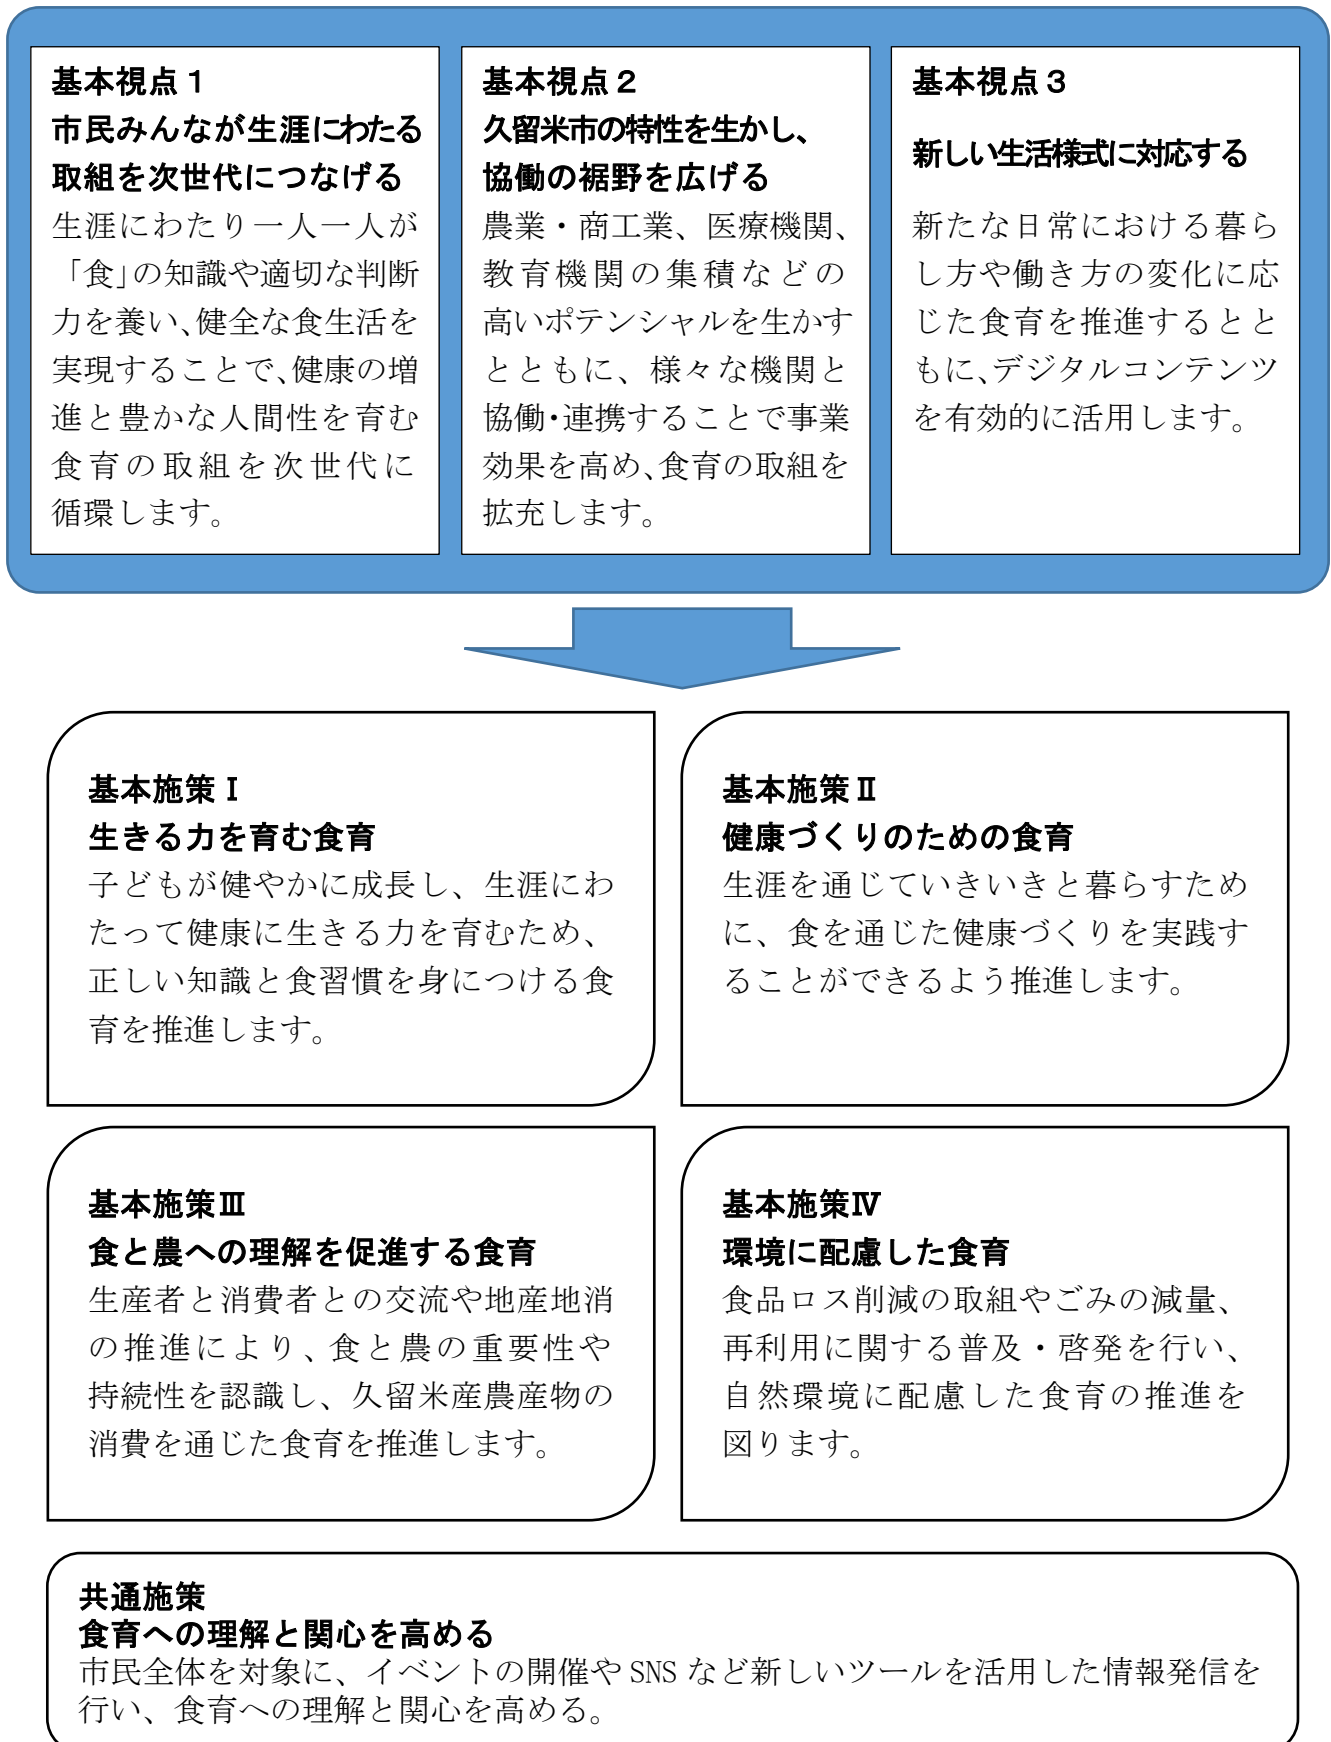 基本視点１
市民みんなが生涯にわたる
取組を次世代につなげる
生涯にわたり一人一人が
「食」の知識や適切な判断
力を養い、健全な食生活を
実現することで、健康の増
進と豊かな人間性を育む
食育の取組を次世代に
循環します。
基本視点２
久留米市の特性を生かし、
協働の裾野を広げる
農業・商工業、医療機関、
教育機関の集積などの
高いポテンシャルを生かす
とともに、様々な機関と
協働・連携することで事業
効果を高め、食育の取組を
拡充します。
基本視点３
新しい生活様式に対応する
新たな日常における暮ら
し方や働き方の変化に応
じた食育を推進するとと
もに、デジタルコンテンツ
を有効的に活用します。
基本施策Ⅰ
生きる力を育む食育
子どもが健やかに成長し、生涯にわ
たって健康に生きる力を育むため、
正しい知識と食習慣を身につける食
育を推進します。
基本施策Ⅱ
健康づくりのための食育
生涯を通じていきいきと暮らすため
に、食を通じた健康づくりを実践す
ることができるよう推進します。
基本施策Ⅲ
食と農への理解を促進する食育
生産者と消費者との交流や地産地消
の推進により、食と農の重要性や
持続性を認識し、久留米産農産物の
消費を通じた食育を推進します。
基本施策Ⅳ
環境に配慮した食育
食品ロス削減の取組やごみの減量、
再利用に関する普及・啓発を行い、
自然環境に配慮した食育の推進を
図ります。
共通施策
食育への理解と関心を高める
市民全体を対象に、イベントの開催や SNS など新しいツールを活用した情報発信を
行い、食育への理解と関心を高める。